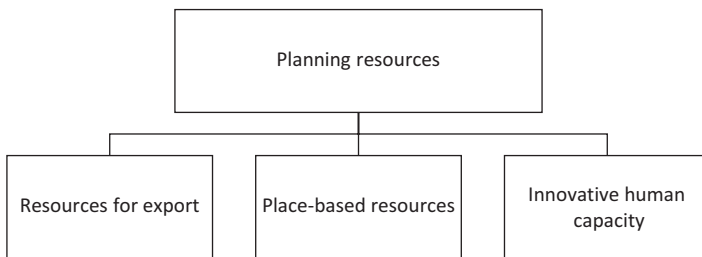 Planning resources
Resources for export
Place-based resources
Innovative human
capacity